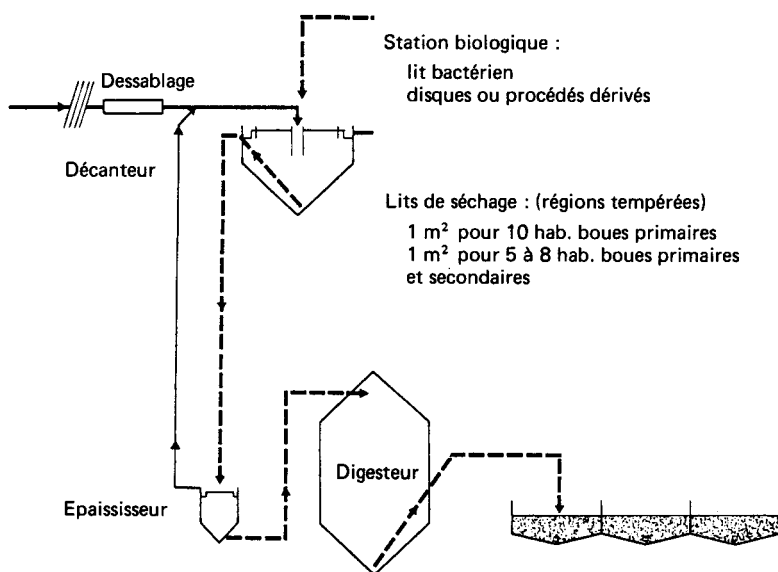 Station biologique :
lit bactérien
disques ou procédés dérivés
Dessablage
Décanteur
Lits de séchage : (régions tempérées)
1 m² pour 10 hab. boues primaires
1 m² pour 5 à 8 hab. boues primaires
et secondaires
Digesteur
Epaississeur